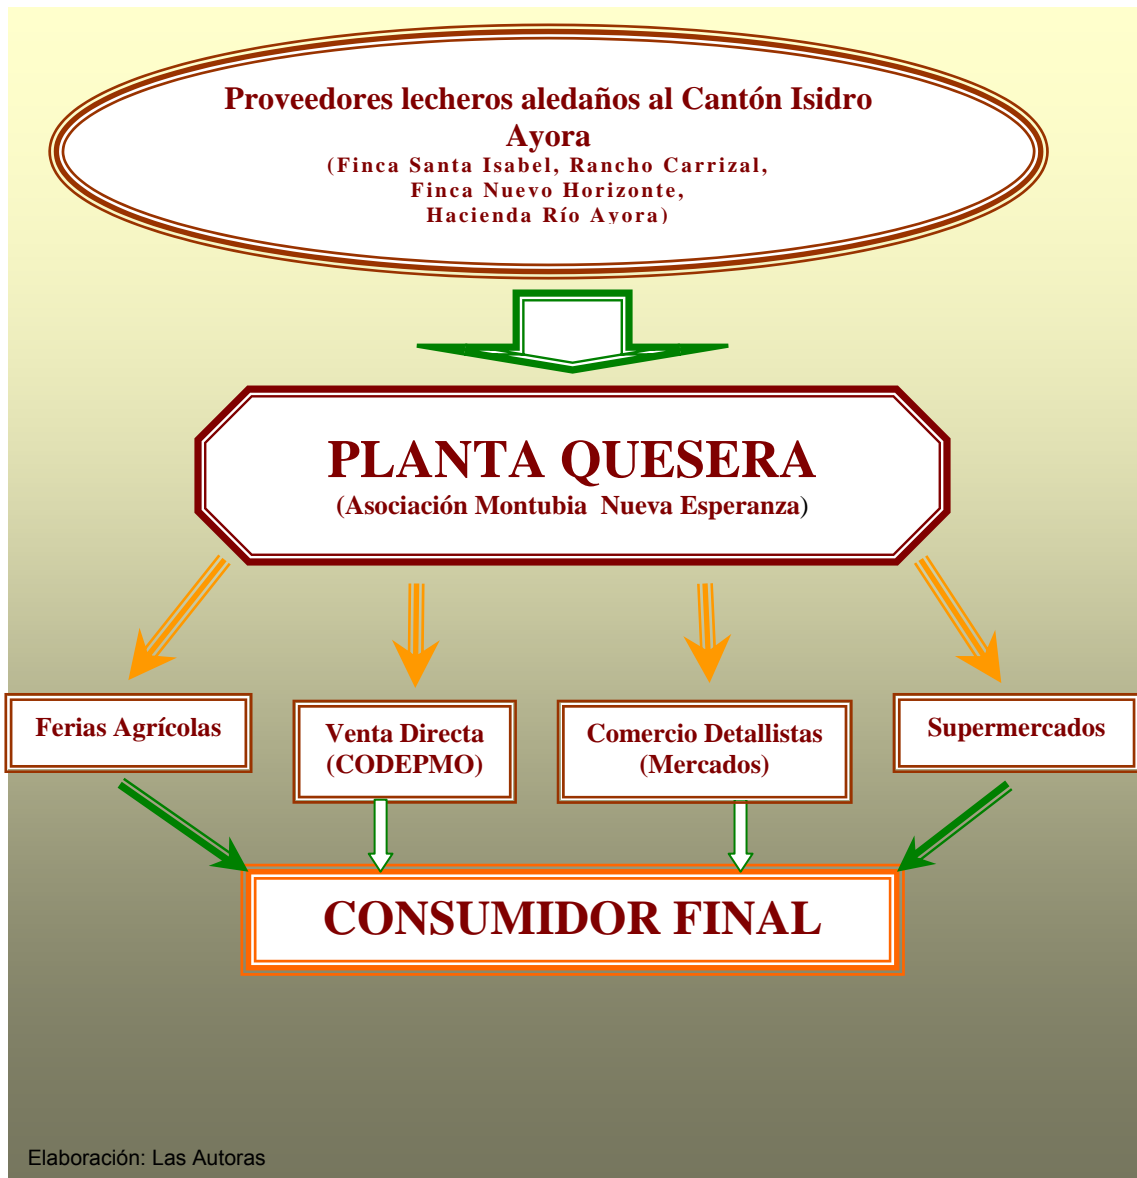 Proveedores lecheros aledaños al Cantón Isidro
Ayora
(Finca Santa Isabel, Rancho Carrizal,
Finca Nuevo Horizonte,
Hacienda Río Ayora)
PLANTA QUESERA
(Asociación Montubia Nueva Esperanza)
Ferias Agrícolas
Venta Directa
(CODEPMO)
Comercio Detallistas
(Mercados)
Supermercados
CONSUMIDOR FINAL
Elaboración: Las Autoras